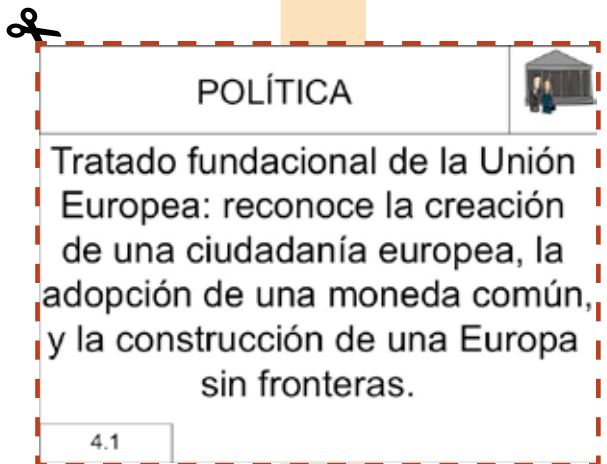 POLÍTICA
Tratado fundacional de la Unión
Europea: reconoce la creación
de una ciudadanía europea, la
adopción de una moneda común,
y la construcción de una Europa
sin fronteras.
4.1